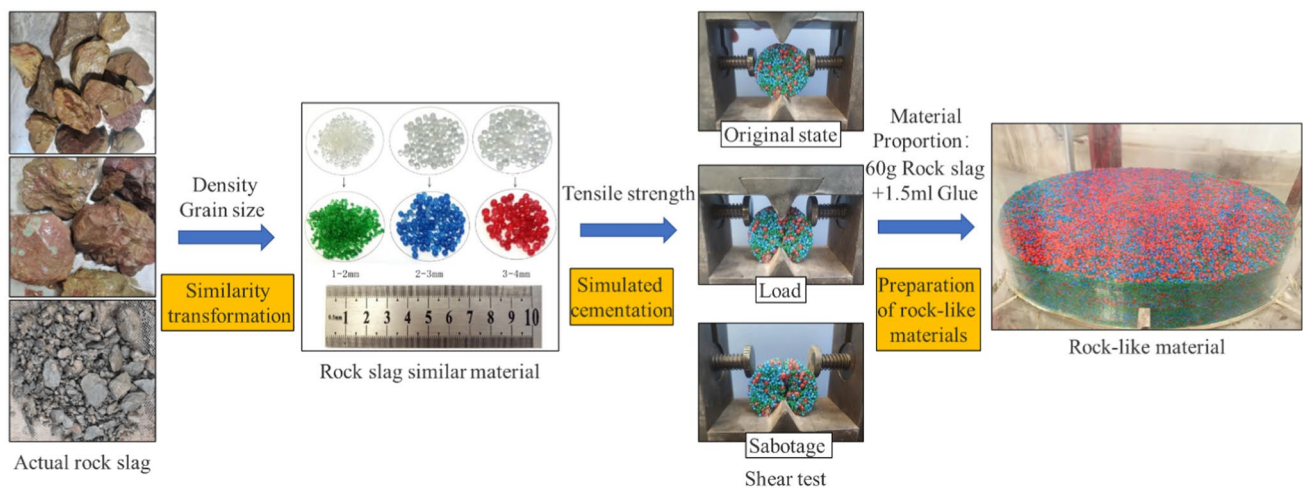 Actual rock slag
Density
Grain size
Similarity
transformation
1-2mm
2-3mm
3-4mm
0.5mm 1 2 3 4 5 6 7 8 9 10
Rock slag similar material
Tensile strength
Simulated
cementation
Original state
Load
Sabotage
Shear test
Material
Proportion:
60g Rock slag
+1.5ml Glue
Preparation
of rock-like
materials
Rock-like material